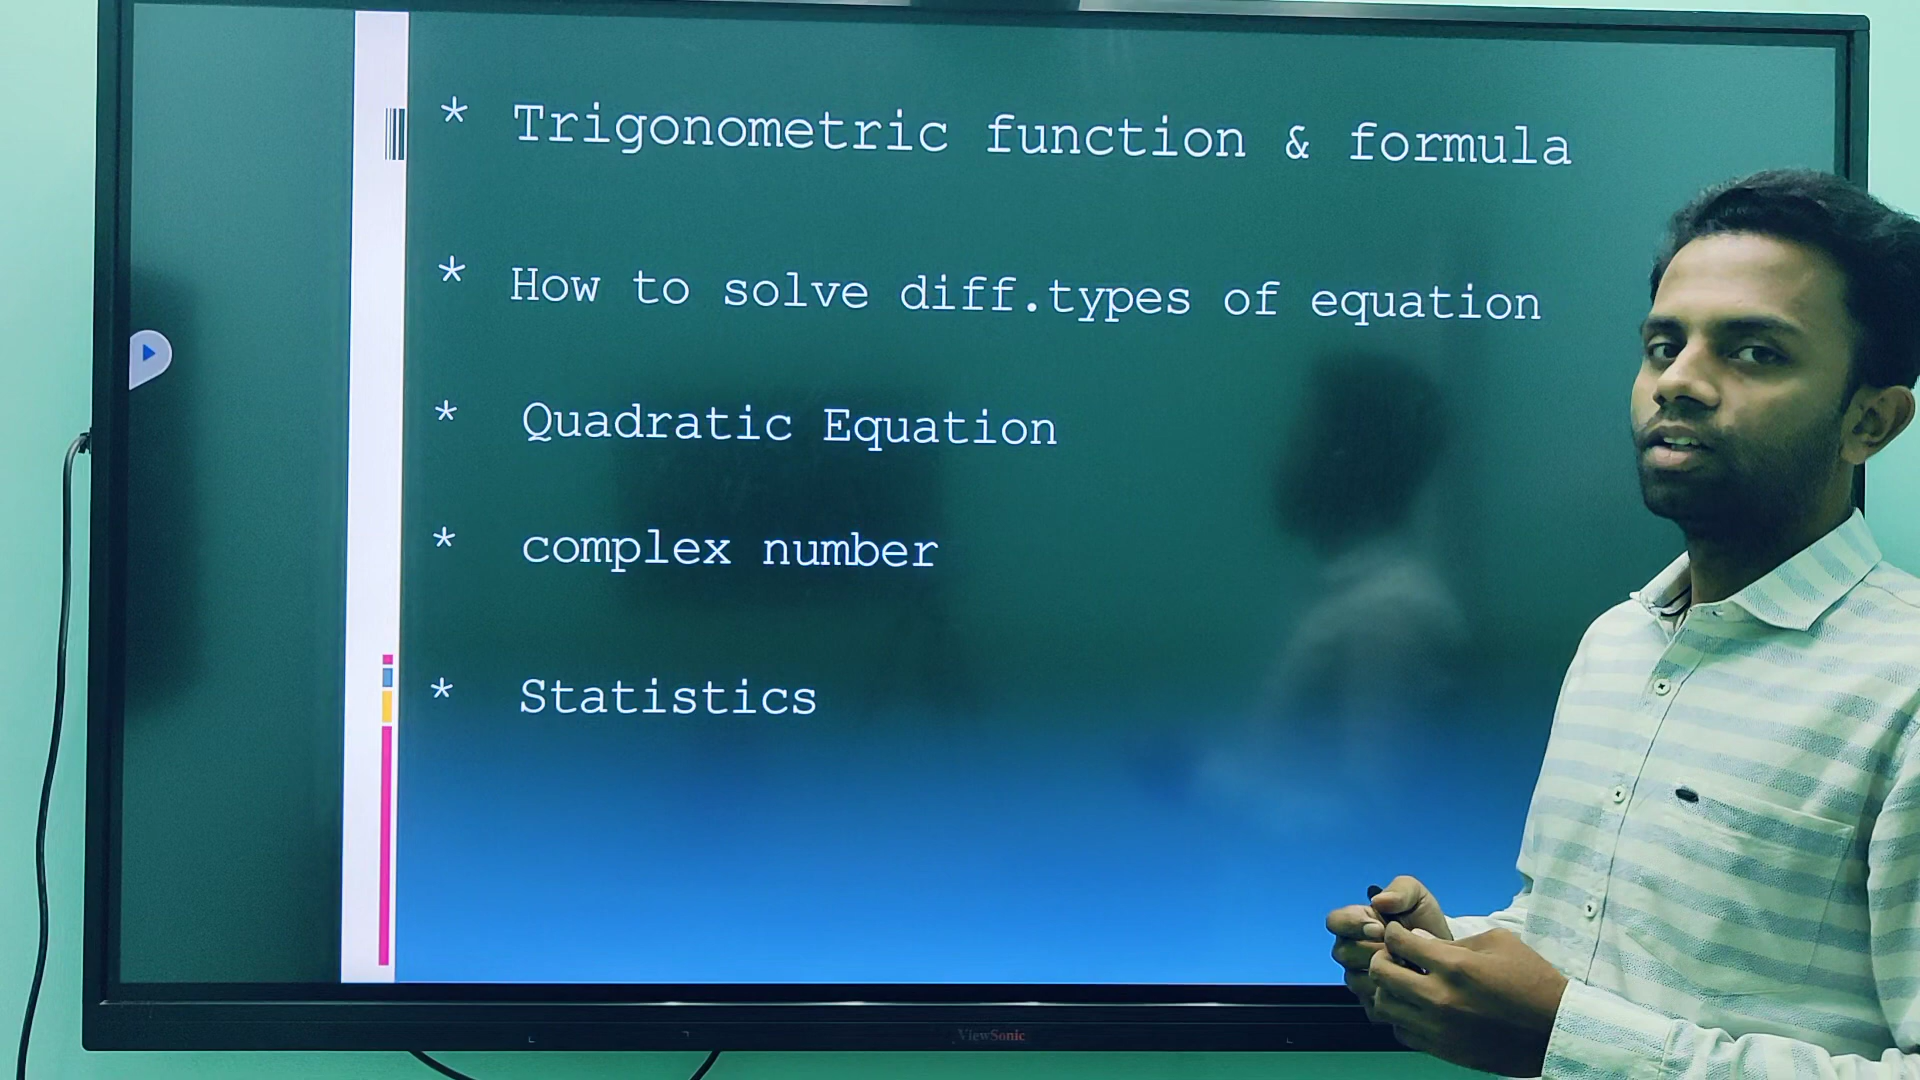 * Trigonometric function & formula
* How to solve diff.types of equation
* Quadratic Equation
* complex number
* Statistics
ViewSonic